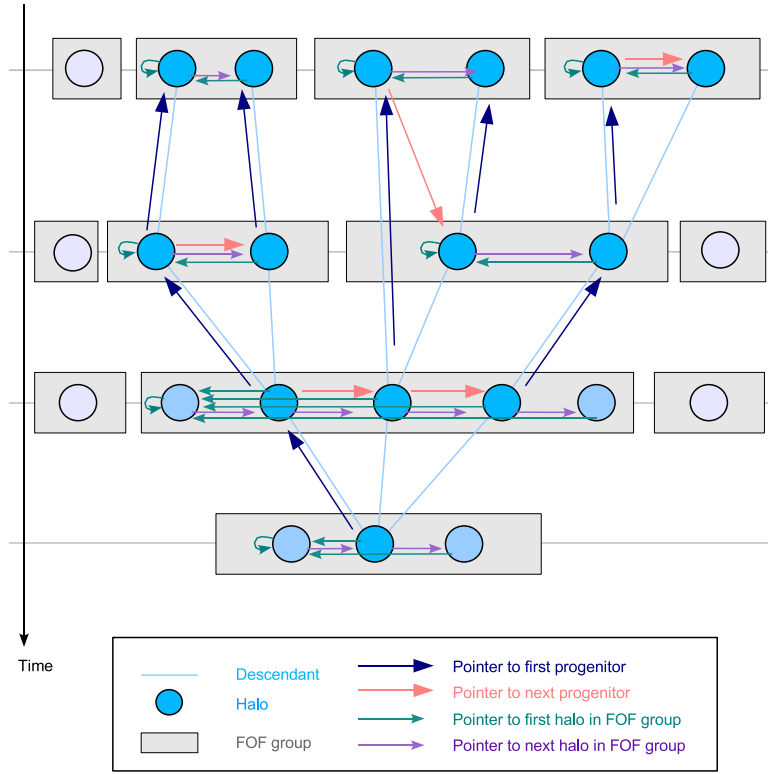 Time
Descendant
Halo
FOF group
Pointer to first progenitor
Pointer to next progenitor
Pointer to first halo in FOF group
Pointer to next halo in FOF group